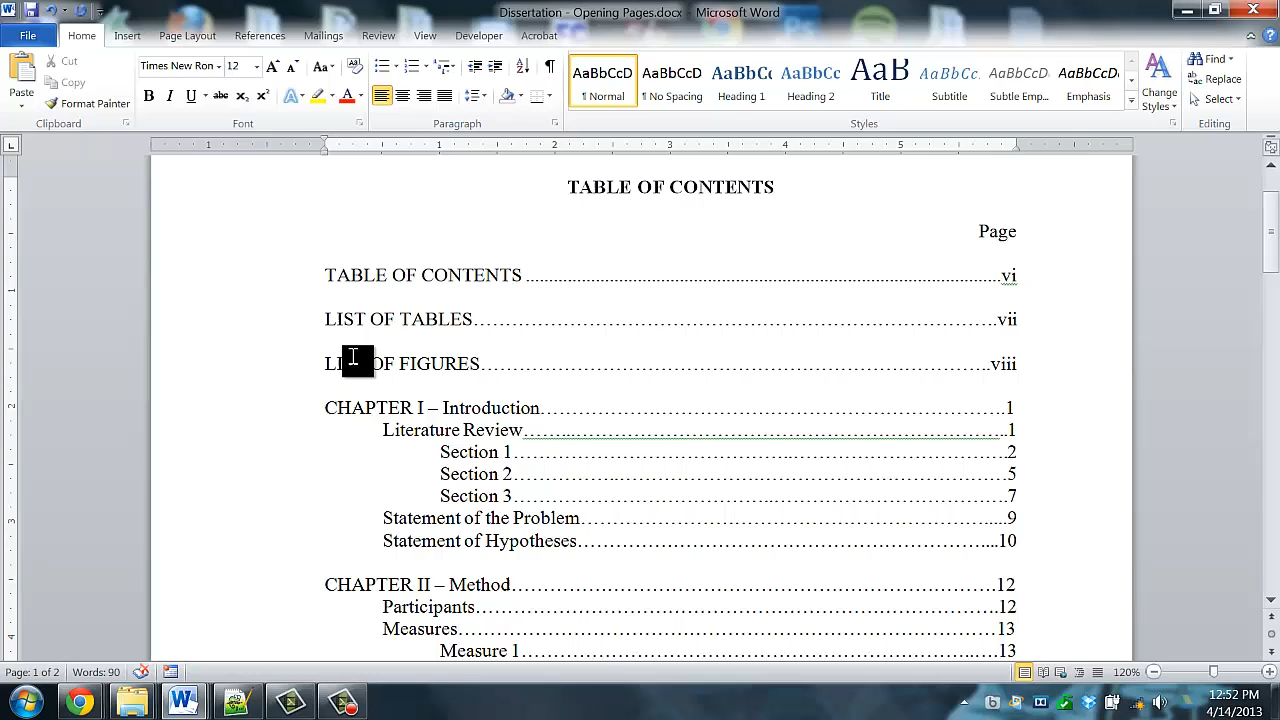 Dissertation - Opening Pages.docx - Microsoft Word
File Home Insert Page Layout References Mailings Review View Developer Acrobat
Cut
Copy
Format Painter
Paste
Clipboard
Times New Ron 12
Font
Paragraph
AaBbCcD AaBbCcD AaBbC AaBbCc AaB AaBbCc. AaBbCcD AaBbCcD
¶ Normal ¶ No Spacing Heading 1 Heading 2 Title Subtitle Subtle Emp... Emphasis
Change Styles
Styles
Find
Replace
Select
Editing
1 1 2 3 4 5
TABLE OF CONTENTS
Page
TABLE OF CONTENTS ..........vi
LIST OF TABLES..........vii
OF FIGURES..........viii
CHAPTER I – Introduction..........1
Literature Review..........1
Section 1..........2
Section 2..........5
Section 3..........7
Statement of the Problem..........9
Statement of Hypotheses..........10
CHAPTER II – Method..........12
Participants..........12
Measures..........13
Measure 1..........13
Page: 1 of 2 Words: 90 120%
12:52 PM
4/14/2013